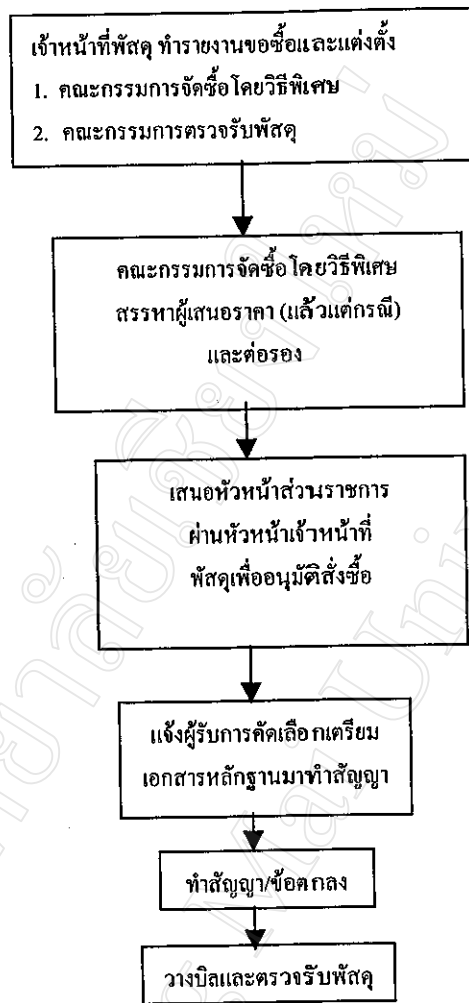 เจ้าหน้าที่พัสดุ ทำรายงานขอซื้อและแต่งตั้ง
1. คณะกรรมการจัดซื้อโดยวิธีพิเศษ
2. คณะกรรมการตรวจรับพัสดุ
คณะกรรมการจัดซื้อโดยวิธีพิเศษ
สรรหาผู้เสนอราคา (แล้วแต่กรณี)
และต่อรอง
เสนอหัวหน้าส่วนราชการ
ผ่านหัวหน้าเจ้าหน้าที่
พัสดุเพื่ออนุมัติสั่งซื้อ
แจ้งผู้รับการคัดเลือกเตรียม
เอกสารหลักฐานมาทำสัญญา
ทำสัญญา/ข้อตกลง
วางบิลและตรวจรับพัสดุ